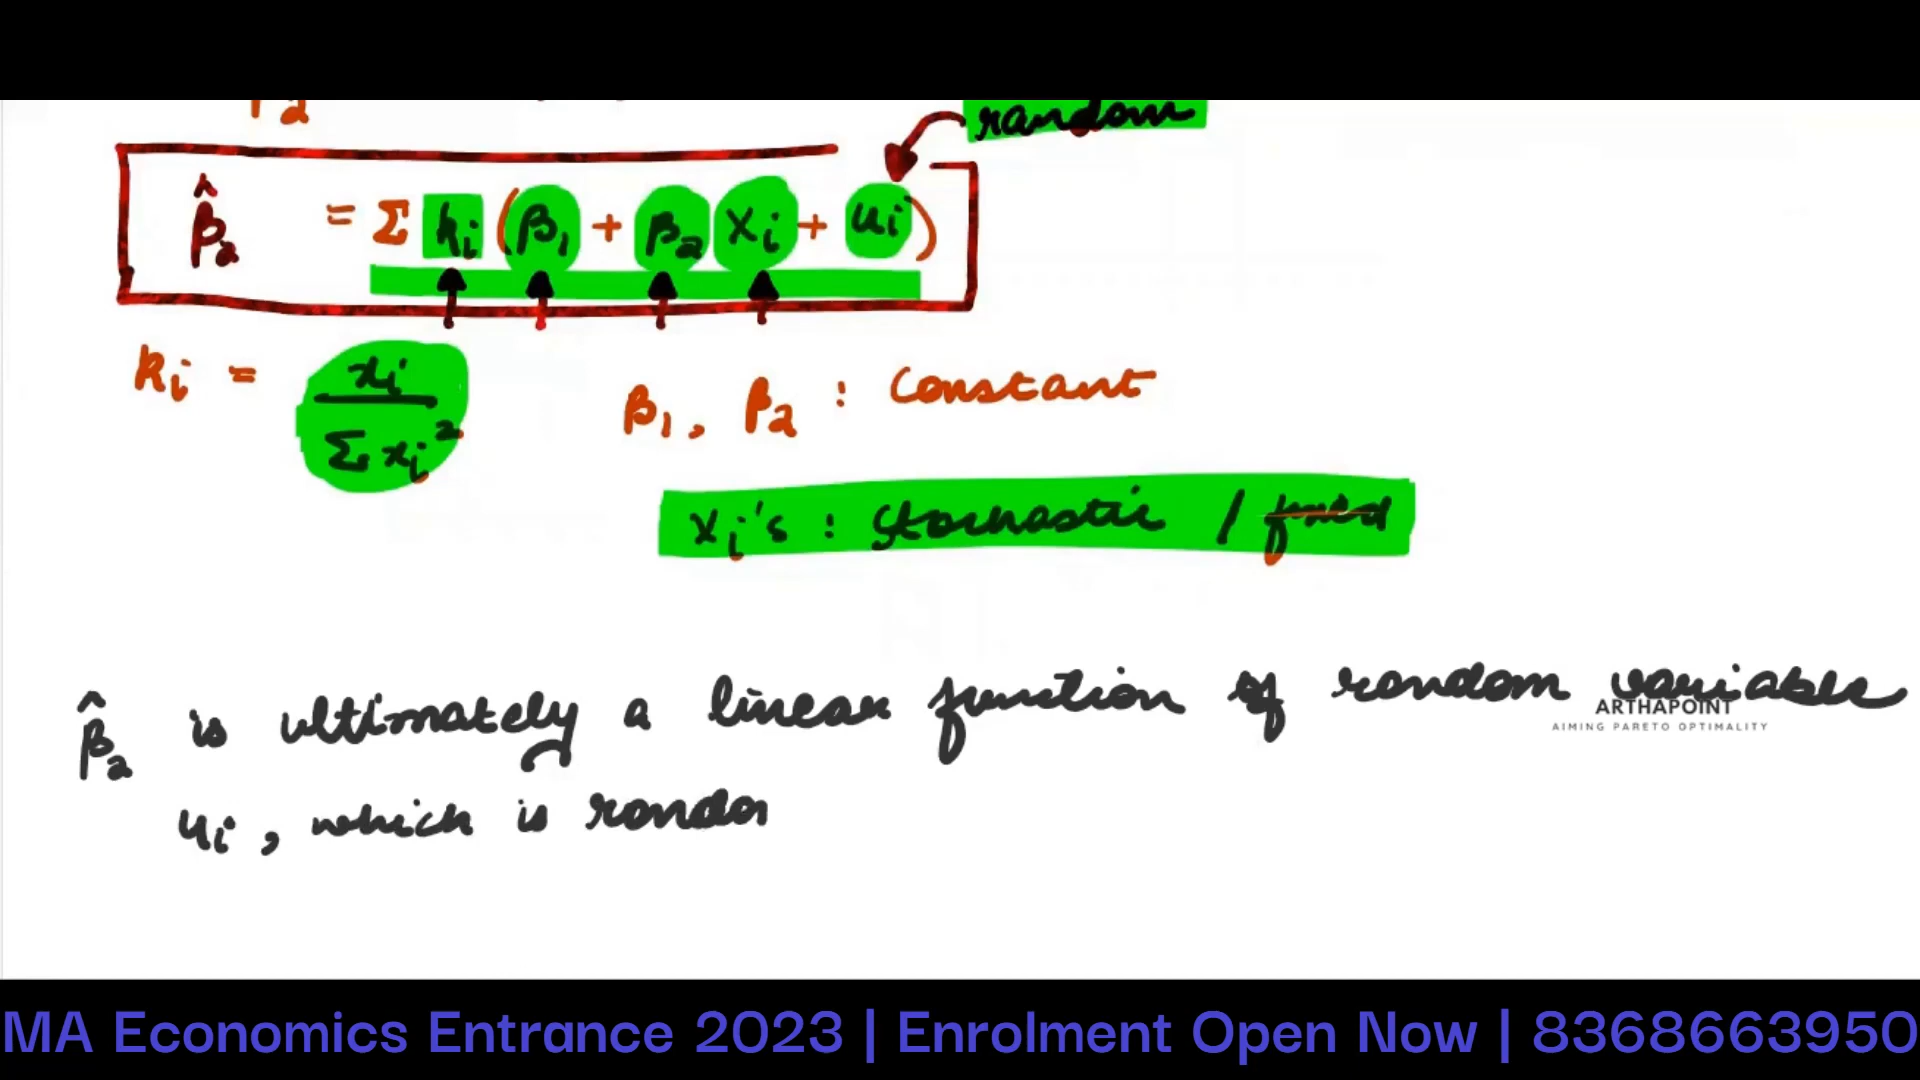 β2
random
β̂2 = Σ ki (β1 + β2 Xi + ui)
ki = xi / Σxi²
β1, β2 : Constant
Xi's : Stochastic / fixed
β̂2 is ultimately a linear function of random variable
ARTHAPOINT
AIMING PARETO OPTIMALITY
ui, which is rando
MA Economics Entrance 2023 | Enrolment Open Now | 8368663950